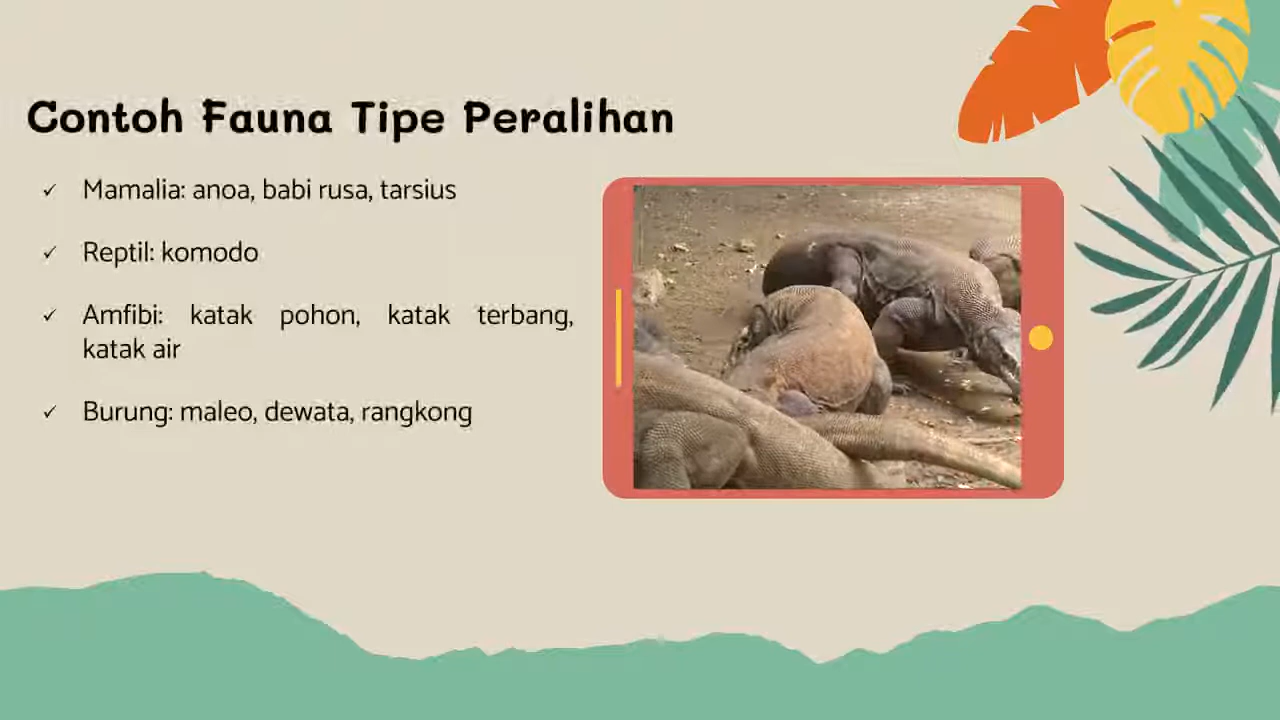 Contoh Fauna Tipe Peralihan
✓ Mamalia: anoa, babi rusa, tarsius
✓ Reptil: komodo
✓ Amfibi: katak pohon, katak terbang,
katak air
✓ Burung: maleo, dewata, rangkong